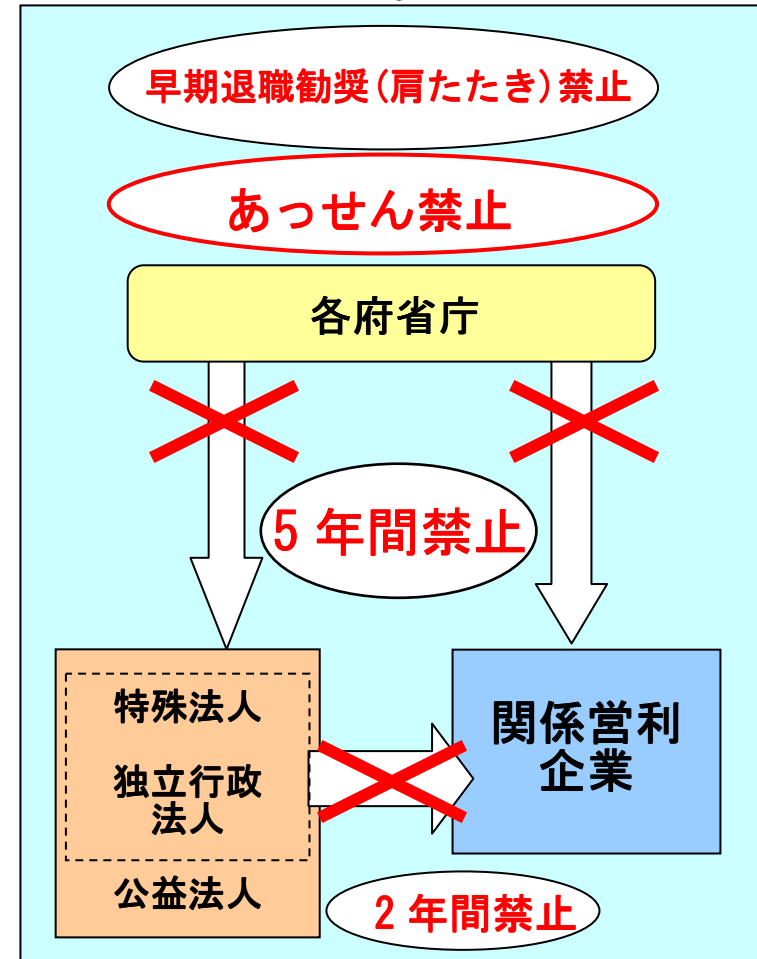 早期退職勧奨(肩たたき)禁止
あっせん禁止
各府省庁
5年間禁止
特殊法人
独立行政
法人
公益法人
関係営利
企業
2年間禁止